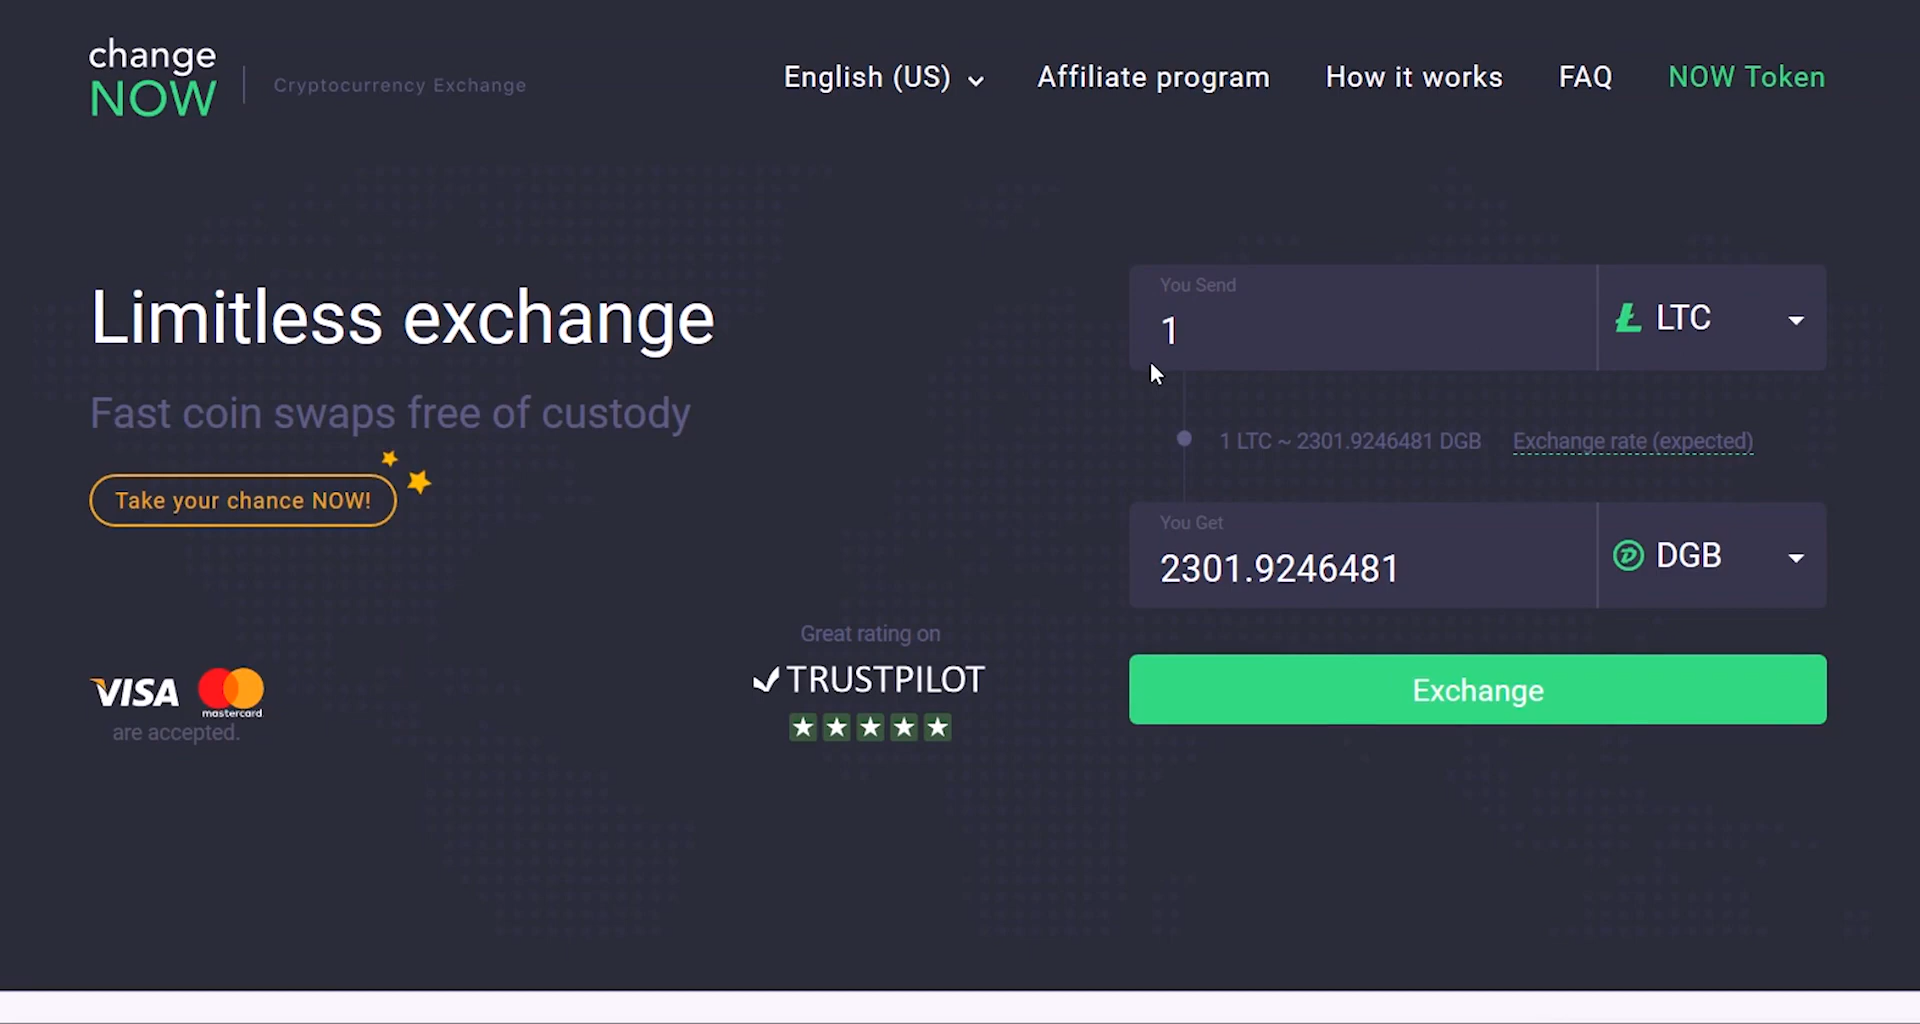 change
NOW
Cryptocurrency Exchange
English (US)
Affiliate program
How it works
FAQ
NOW Token
Limitless exchange
Fast coin swaps free of custody
Take your chance NOW!
VISA
mastercard
are accepted.
Great rating on
TRUSTPILOT
You Send
1
LTC
1 LTC ~ 2301.9246481 DGB
Exchange rate (expected)
You Get
2301.9246481
DGB
Exchange